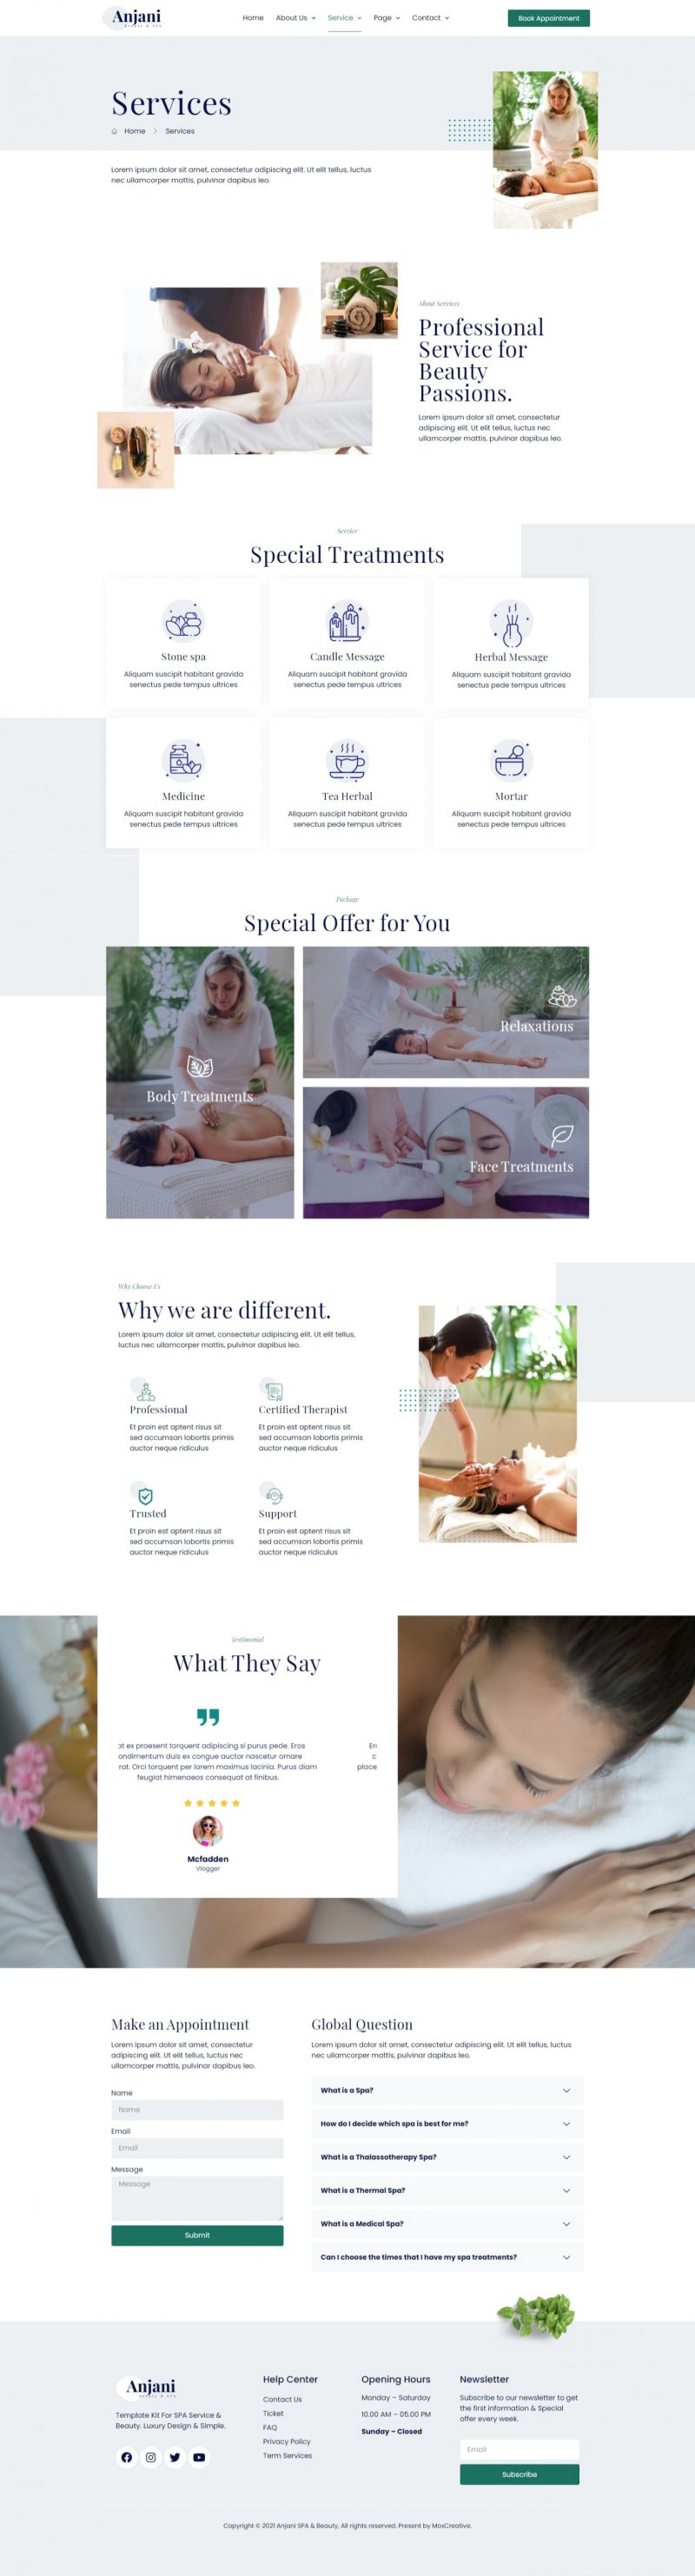 Anjani
BEAUTY & SPA
Home About Us Service Page Contact
Book Appointment
Services
Home > Services
Lorem ipsum dolor sit amet, consectetur adipiscing elit. Ut elit tellus, luctus
nec ullamcorper mattis, pulvinar dapibus leo.
About Services
Professional
Service for
Beauty
Passions.
Lorem ipsum dolor sit amet, consectetur
adipiscing elit. Ut elit tellus, luctus nec
ullamcorper mattis, pulvinar dapibus leo.
Service
Special Treatments
Stone spa
Aliquam suscipit habitant gravida
senectus pede tempus ultrices
Candle Message
Aliquam suscipit habitant gravida
senectus pede tempus ultrices
Herbal Message
Aliquam suscipit habitant gravida
senectus pede tempus ultrices
Medicine
Aliquam suscipit habitant gravida
senectus pede tempus ultrices
Tea Herbal
Aliquam suscipit habitant gravida
senectus pede tempus ultrices
Mortar
Aliquam suscipit habitant gravida
senectus pede tempus ultrices
Package
Special Offer for You
Body Treatments
Relaxations
Face Treatments
Why Choose Us
Why we are different.
Lorem ipsum dolor sit amet, consectetur adipiscing elit. Ut elit tellus,
luctus nec ullamcorper mattis, pulvinar dapibus leo.
Professional
Et proin est aptent risus sit
sed accumsan lobortis primis
auctor neque ridiculus
Certified Therapist
Et proin est aptent risus sit
sed accumsan lobortis primis
auctor neque ridiculus
Trusted
Et proin est aptent risus sit
sed accumsan lobortis primis
auctor neque ridiculus
Support
Et proin est aptent risus sit
sed accumsan lobortis primis
auctor neque ridiculus
Testimonial
What They Say
at ex praesent torquent adipiscing si purus pede. Eros
ondimentum duis ex congue auctor nascetur ornare
rat. Orci torquent per lorem maximus lacinia. Purus diam
feugiat himenaeos consequat at finibus.
Er
c
place
Mcfadden
Vlogger
Make an Appointment
Lorem ipsum dolor sit amet, consectetur
adipiscing elit. Ut elit tellus, luctus nec
ullamcorper mattis, pulvinar dapibus leo.
Name
Name
Email
Email
Message
Message
Submit
Global Question
Lorem ipsum dolor sit amet, consectetur adipiscing elit. Ut elit tellus, luctus
nec ullamcorper mattis, pulvinar dapibus leo.
What is a Spa?
How do I decide which spa is best for me?
What is a Thalassotherapy Spa?
What is a Thermal Spa?
What is a Medical Spa?
Can I choose the times that I have my spa treatments?
Anjani
BEAUTY & SPA
Template Kit For SPA Service &
Beauty. Luxury Design & Simple.
Help Center
Contact Us
Ticket
FAQ
Privacy Policy
Term Services
Opening Hours
Monday – Saturday
10.00 AM – 05.00 PM
Sunday – Closed
Newsletter
Subscribe to our newsletter to get
the first information & Special
offer every week.
Email
Subscribe
Copyright © 2021 Anjani SPA & Beauty, All rights reserved. Present by MoxCreative.